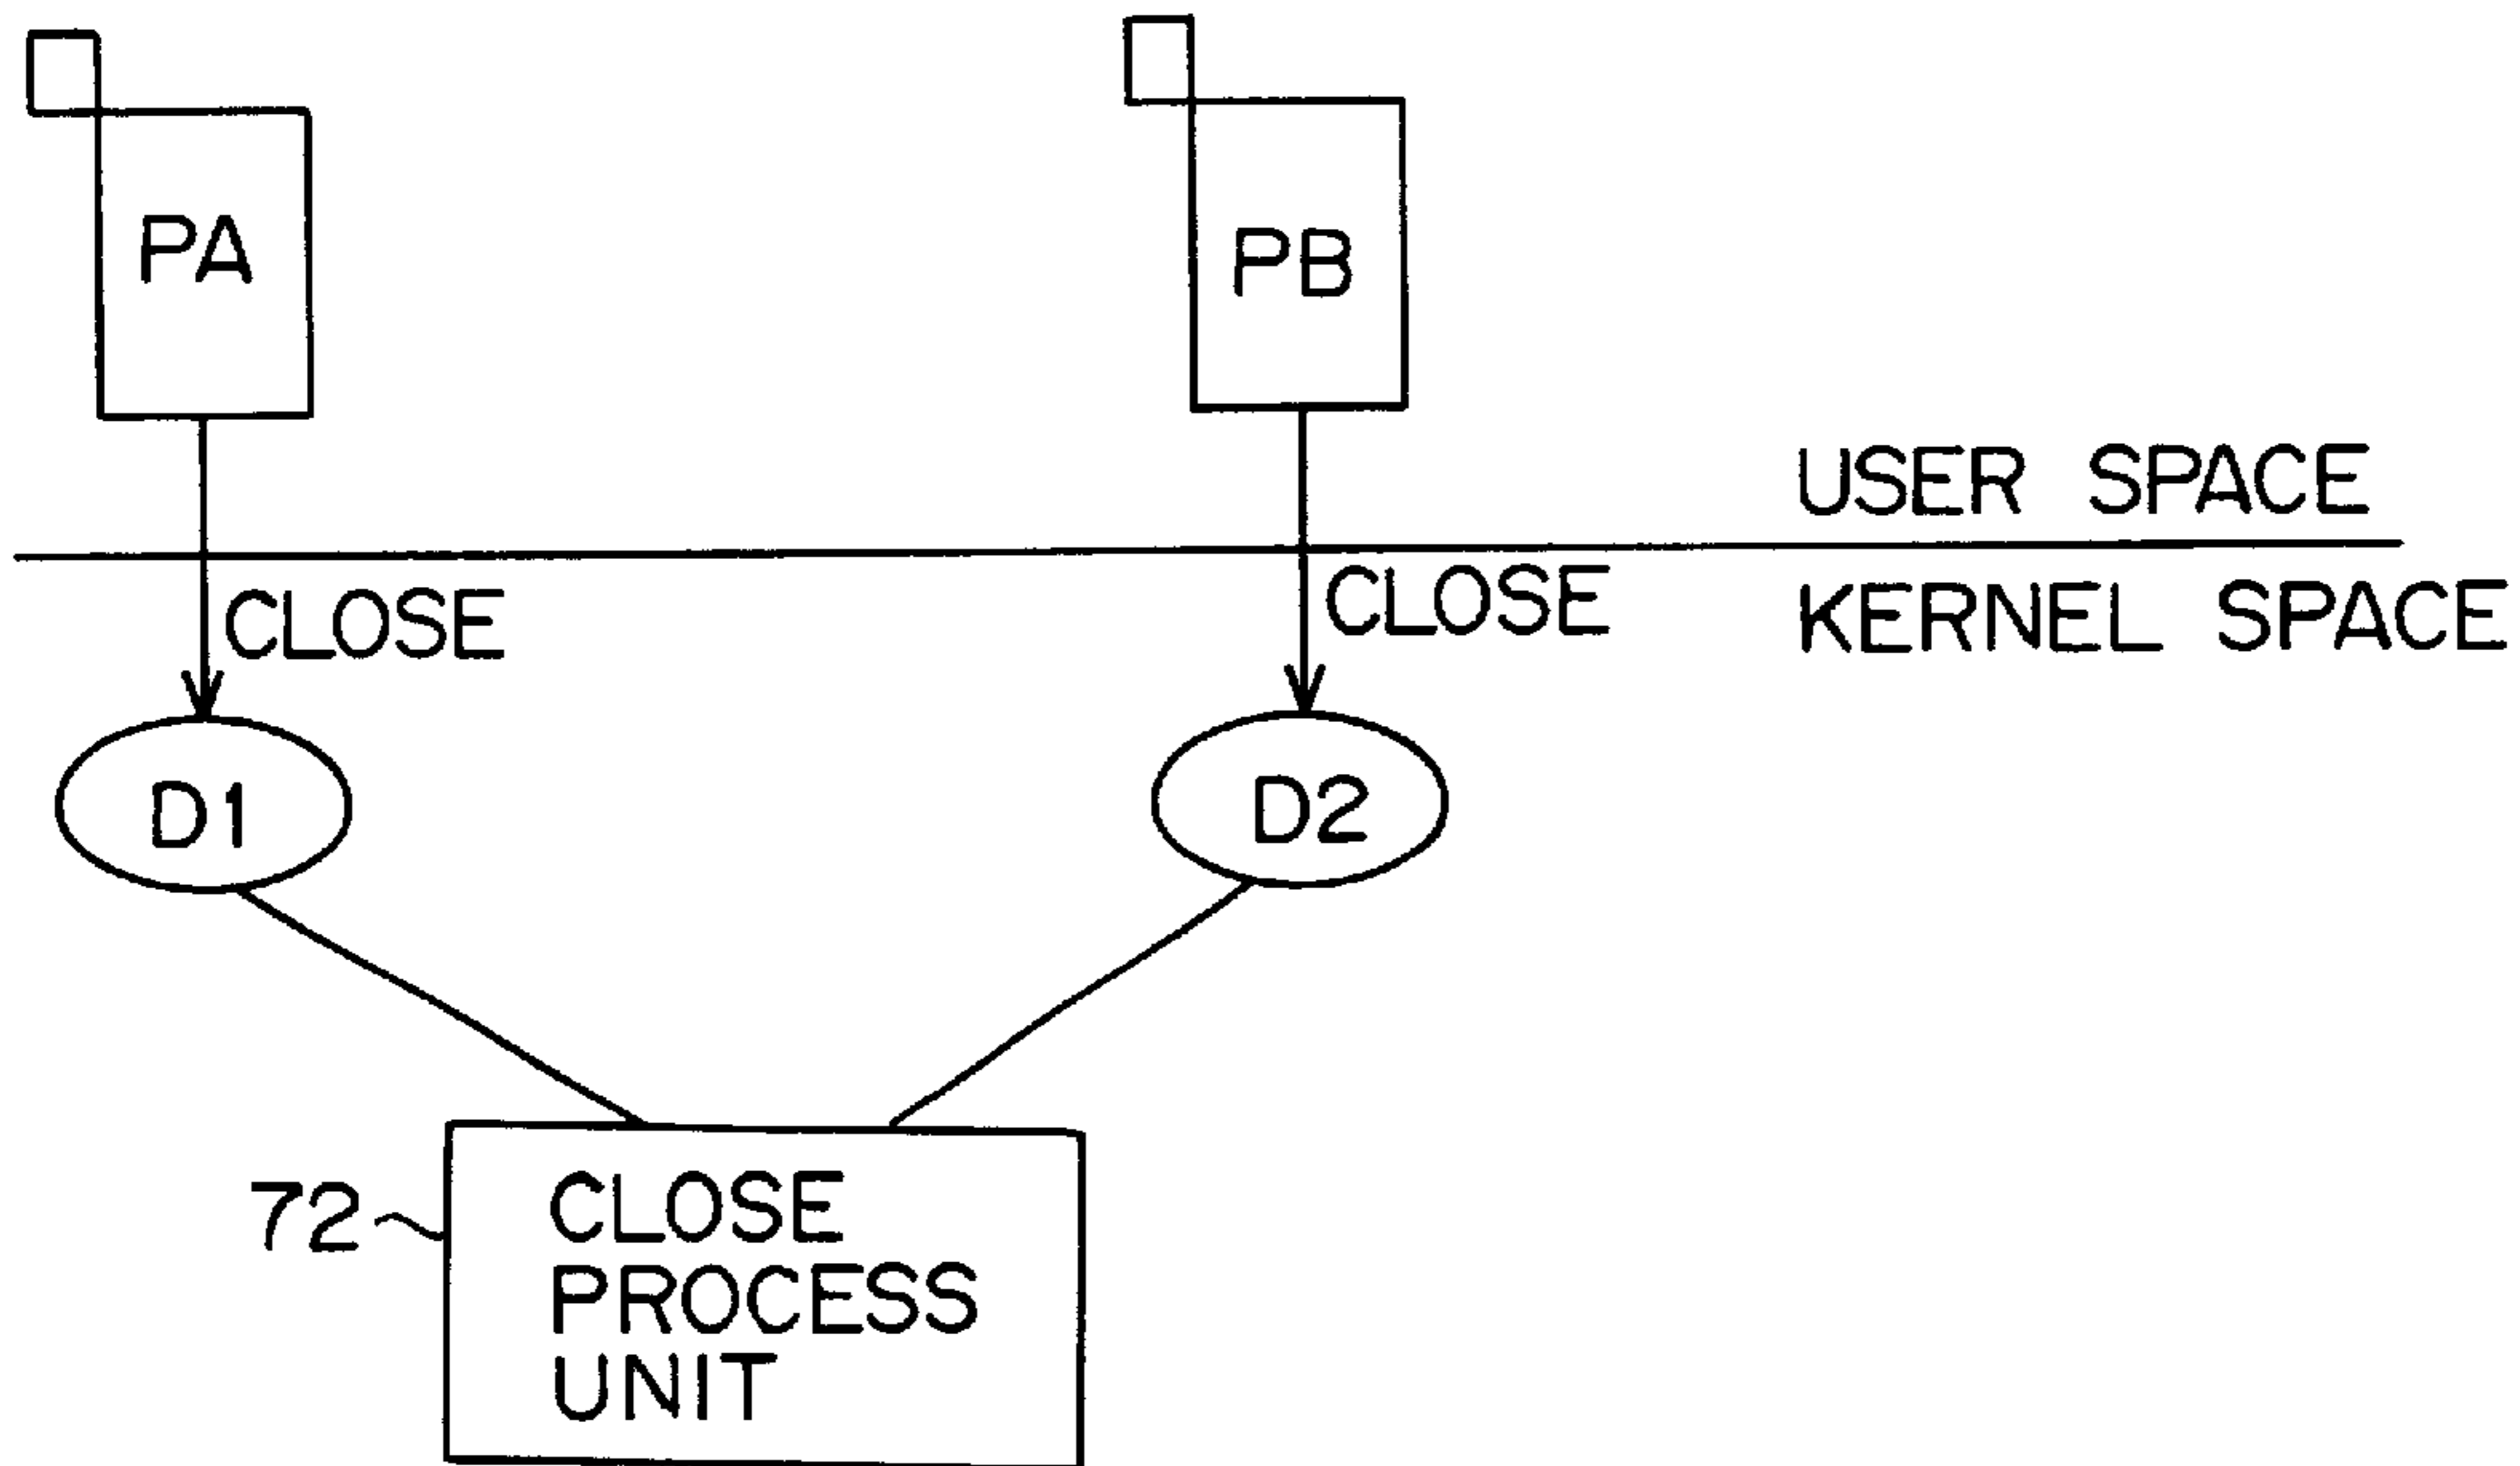 PA
PB
USER SPACE
CLOSE
CLOSE
KERNEL SPACE
D1
D2
72
CLOSE
PROCESS
UNIT